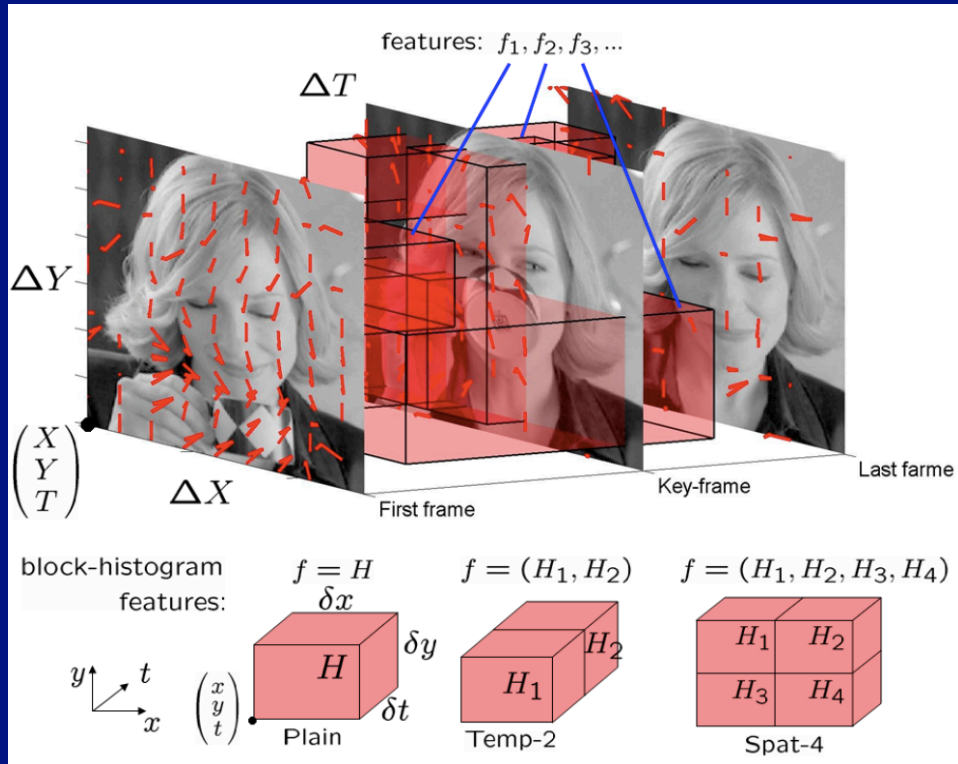 features: f₁, f₂, f₃, ...
ΔT
ΔY
(X Y T)
ΔX
First frame
Key-frame
Last farme
block-histogram
features:
f = H
f = (H₁, H₂)
f = (H₁, H₂, H₃, H₄)
δx
δy
δt
H
H₁
H₂
H₁ H₂
H₃ H₄
y t x
(x y t)
Plain
Temp-2
Spat-4